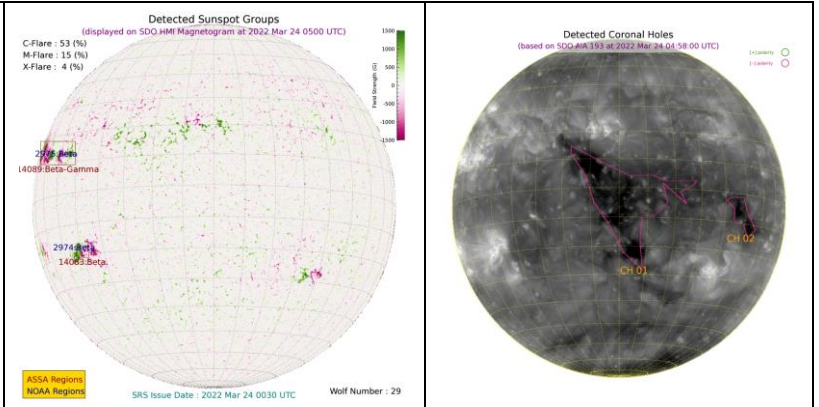 Detected Sunspot Groups
(displayed on SDO HMI Magnetogram at 2022 Mar 24 0500 UTC)
C-Flare : 53 (%)
M-Flare : 15 (%)
X-Flare : 4 (%)
1500
1000
500
0
-500
-1000
-1500
Field Strength (G)
2975:Beta
14089:Beta-Gamma
2974:Beta
14083:Beta
ASSA Regions
NOAA Regions
SRS Issue Date : 2022 Mar 24 0030 UTC
Wolf Number : 29
Detected Coronal Holes
(based on SDO AIA 193 at 2022 Mar 24 04:58:00 UTC)
(+)polarity
(-)polarity
CH 02
CH 01